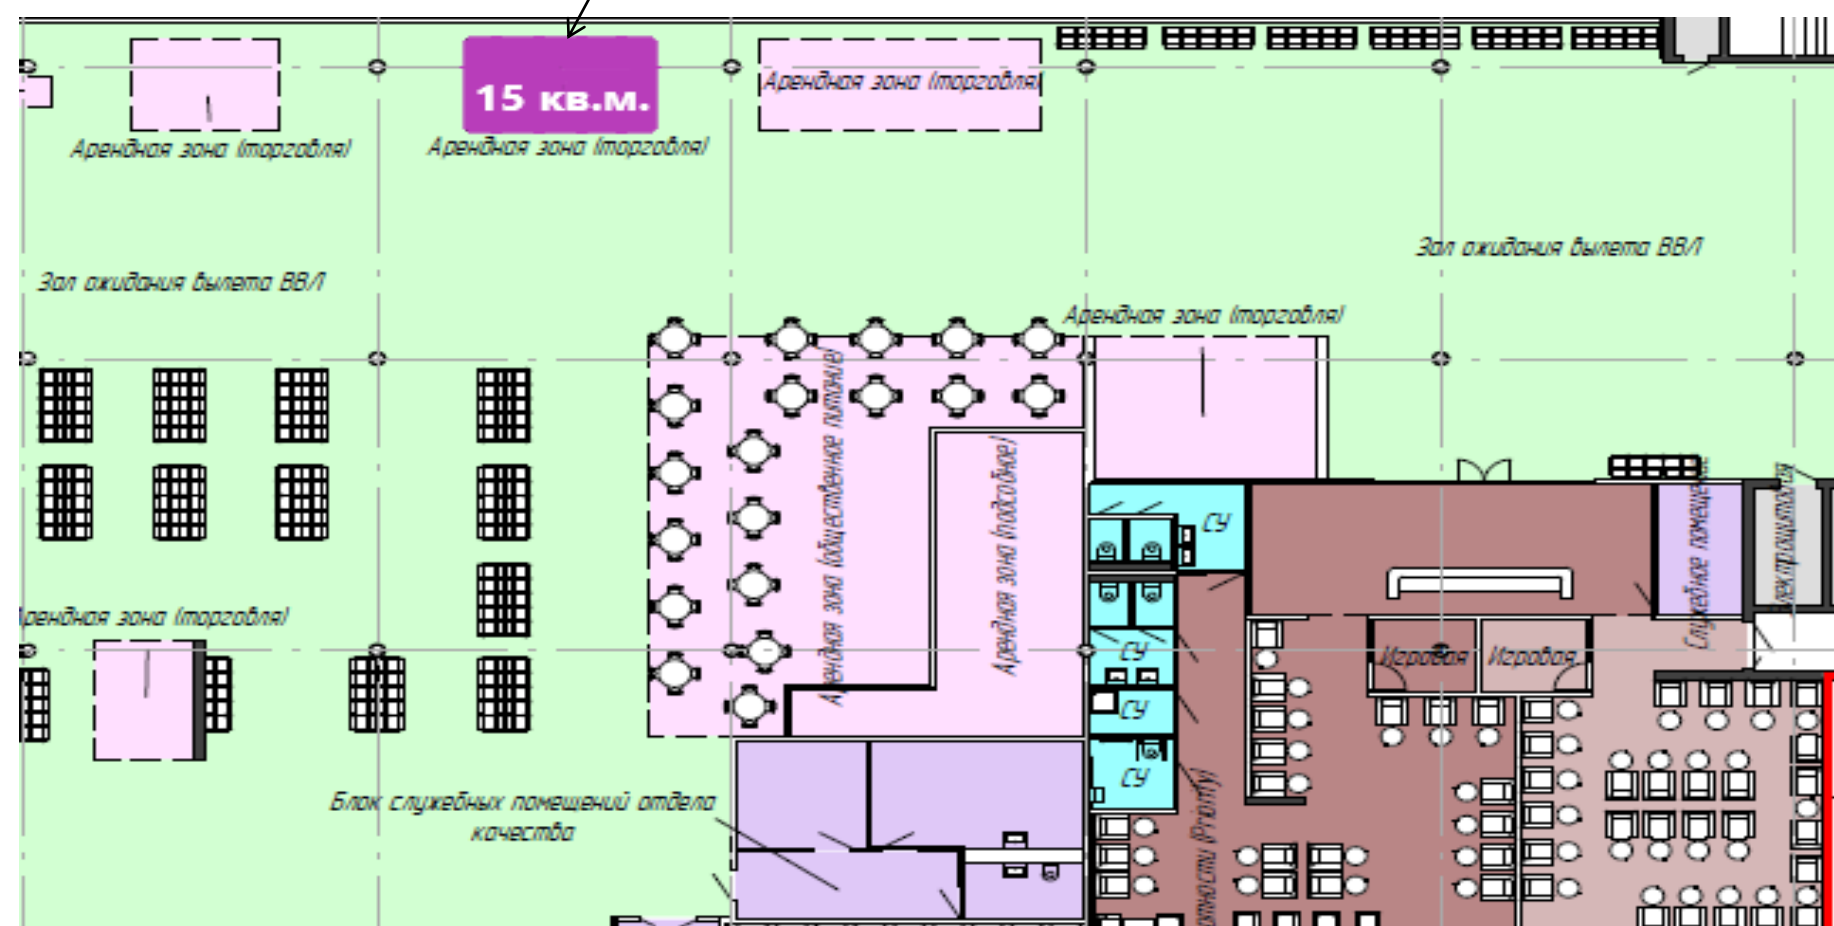 15 кв.м.
Арендная зона (торговля)
Арендная зона (торговля)
Арендная зона (торговля)
Зал ожидания вылета ВВЛ
Зал ожидания вылета ВВЛ
Арендная зона (торговля)
Арендная зона (общественное питание)
Арендная зона (подсобное)
СУ
Служебное помещение
Электрощитовая
Арендная зона (торговля)
СУ
Игровая
Игровая
СУ
СУ
Блок служебных помещений отдела
качества
(Priority)